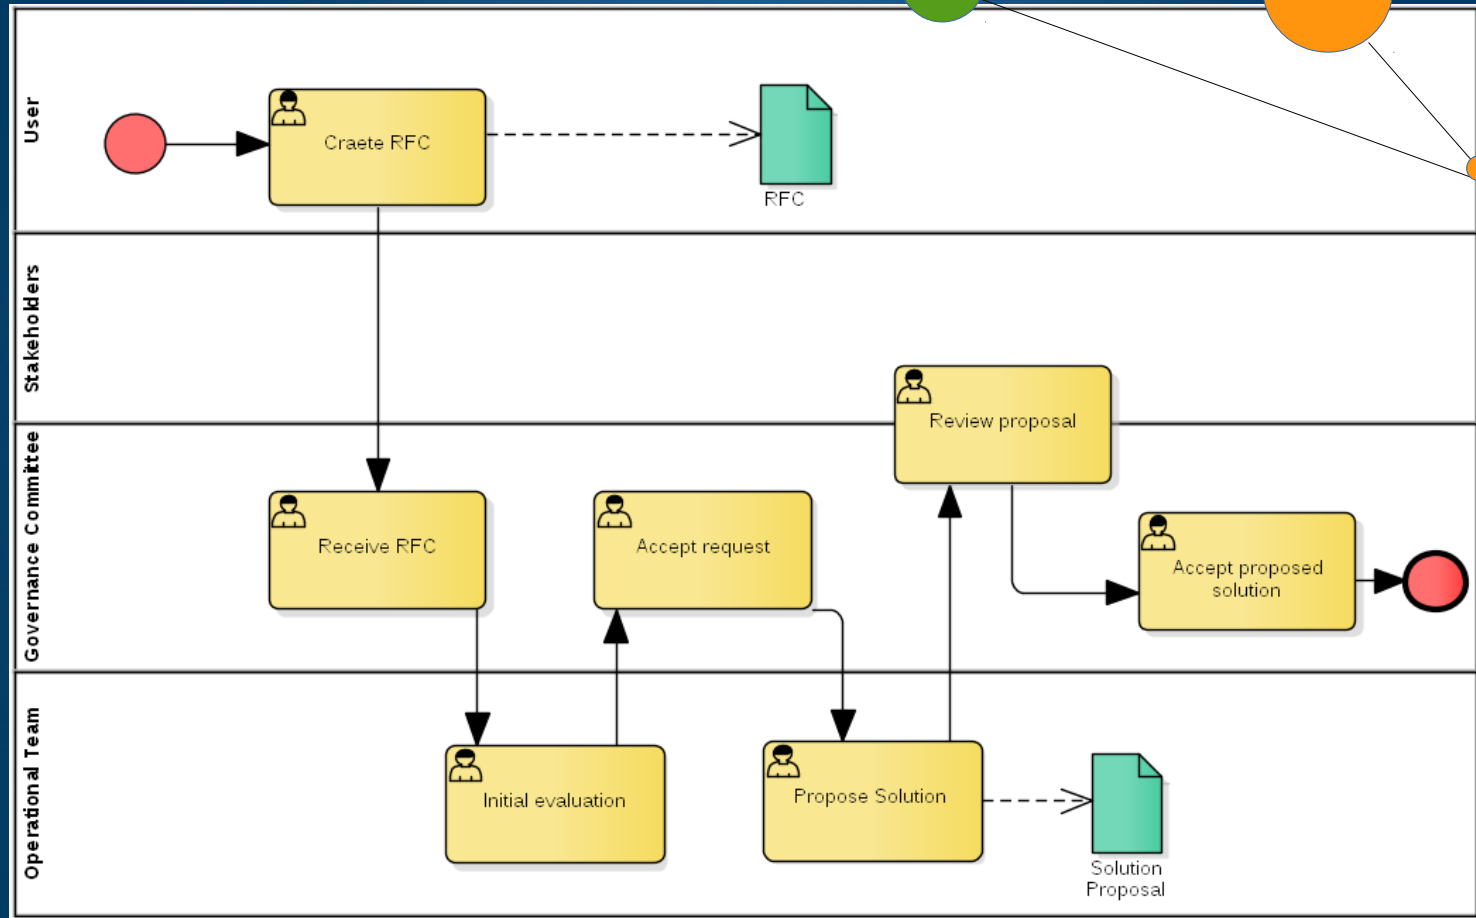 User
Craete RFC
RFC
Stakeholders
Review proposal
Governance Committee
Receive RFC
Accept request
Accept proposed
solution
Operational Team
Initial evaluation
Propose Solution
Solution
Proposal